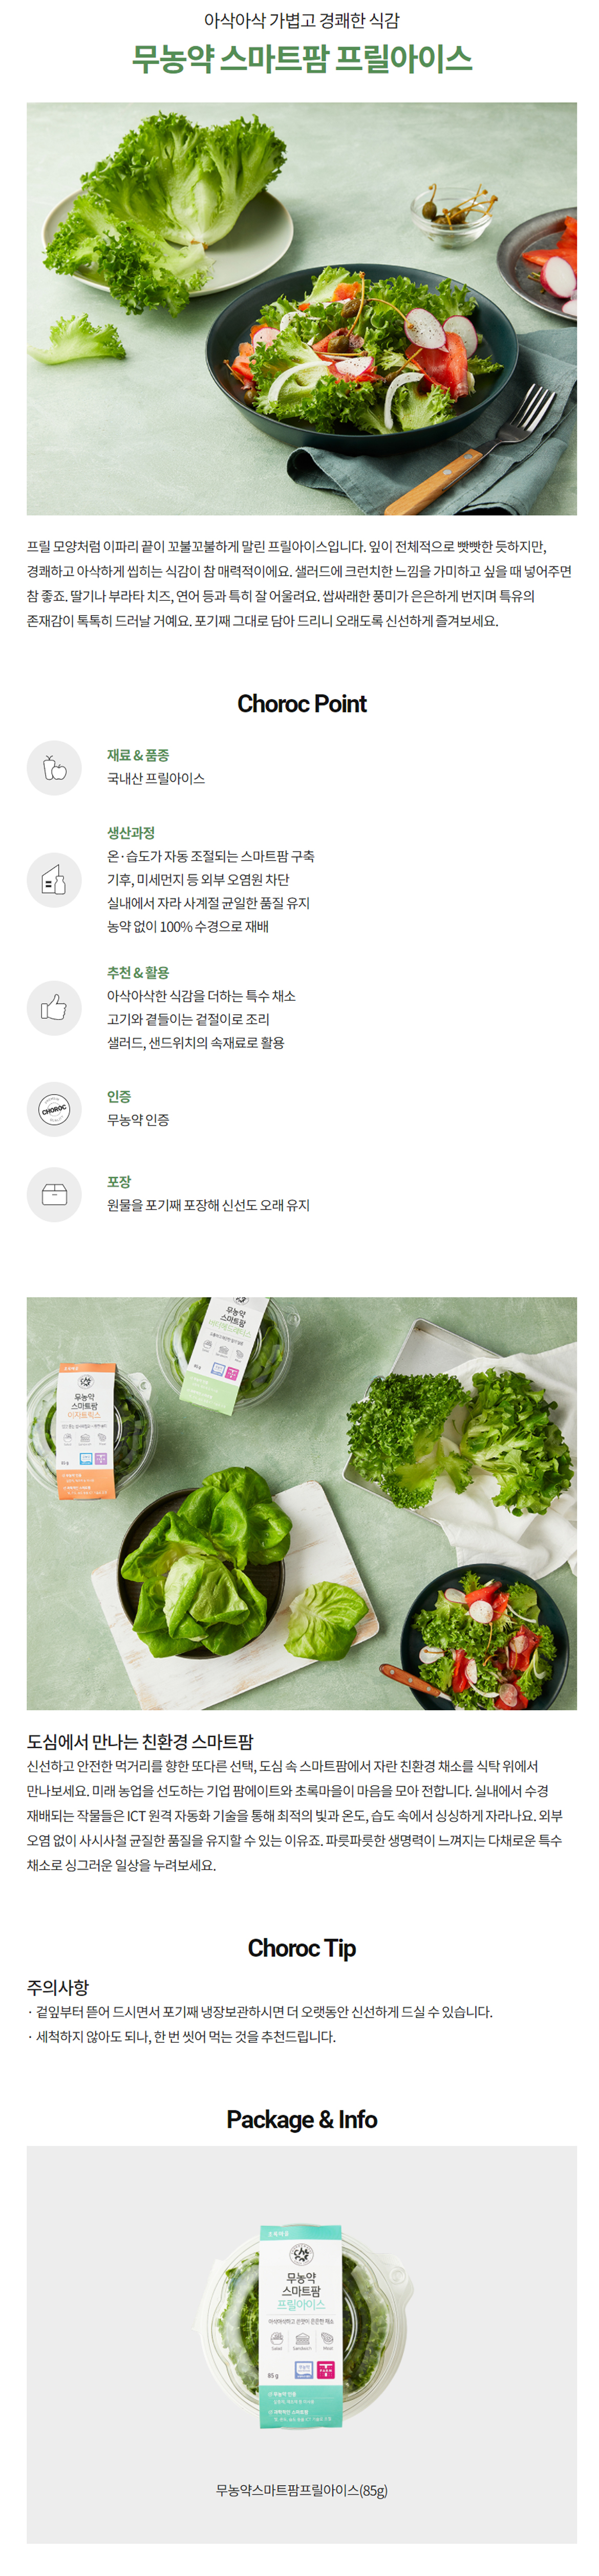 아삭아삭 가볍고 경쾌한 식감
무농약 스마트팜 프릴아이스
프릴 모양처럼 이파리 끝이 꼬불꼬불하게 말린 프릴아이스입니다. 잎이 전체적으로 빳빳한 듯하지만,
경쾌하고 아삭하게 씹히는 식감이 참 매력적이에요. 샐러드에 크런치한 느낌을 가미하고 싶을 때 넣어주면
참 좋죠. 딸기나 부라타 치즈, 연어 등과 특히 잘 어울려요. 쌉싸래한 풍미가 은은하게 번지며 특유의
존재감이 톡톡히 드러날 거예요. 포기째 그대로 담아 드리니 오래도록 신선하게 즐겨보세요.
Choroc Point
재료 & 품종
국내산 프릴아이스
생산과정
온·습도가 자동 조절되는 스마트팜 구축
기후, 미세먼지 등 외부 오염원 차단
실내에서 자라 사계절 균일한 품질 유지
농약 없이 100% 수경으로 재배
추천 & 활용
아삭아삭한 식감을 더하는 특수 채소
고기와 곁들이는 겉절이로 조리
샐러드, 샌드위치의 속재료로 활용
CHOROC
인증
무농약 인증
포장
원물을 포기째 포장해 신선도 오래 유지
무농약
스마트팜
85 g
무농약
스마트팜
이자트릭스
85 g
도심에서 만나는 친환경 스마트팜
신선하고 안전한 먹거리를 향한 또다른 선택, 도심 속 스마트팜에서 자란 친환경 채소를 식탁 위에서
만나보세요. 미래 농업을 선도하는 기업 팜에이트와 초록마을이 마음을 모아 전합니다. 실내에서 수경
재배되는 작물들은 ICT 원격 자동화 기술을 통해 최적의 빛과 온도, 습도 속에서 싱싱하게 자라나요. 외부
오염 없이 사시사철 균질한 품질을 유지할 수 있는 이유죠. 파릇파릇한 생명력이 느껴지는 다채로운 특수
채소로 싱그러운 일상을 누려보세요.
Choroc Tip
주의사항
· 겉잎부터 뜯어 드시면서 포기째 냉장보관하시면 더 오랫동안 신선하게 드실 수 있습니다.
· 세척하지 않아도 되나, 한 번 씻어 먹는 것을 추천드립니다.
Package & Info
초록마을
무농약
스마트팜
프릴아이스
Salad Sandwich Meat
85 g
무농약 인증
무농약스마트팜프릴아이스(85g)